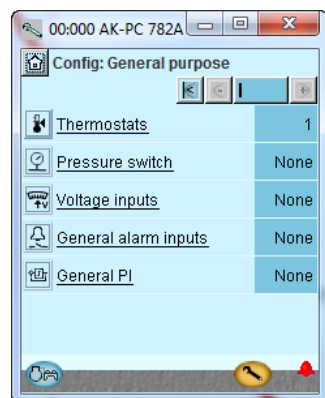 00:000 AK-PC 782A
Config: General purpose
Thermostats 1
Pressure switch None
Voltage inputs None
General alarm inputs None
General PI None